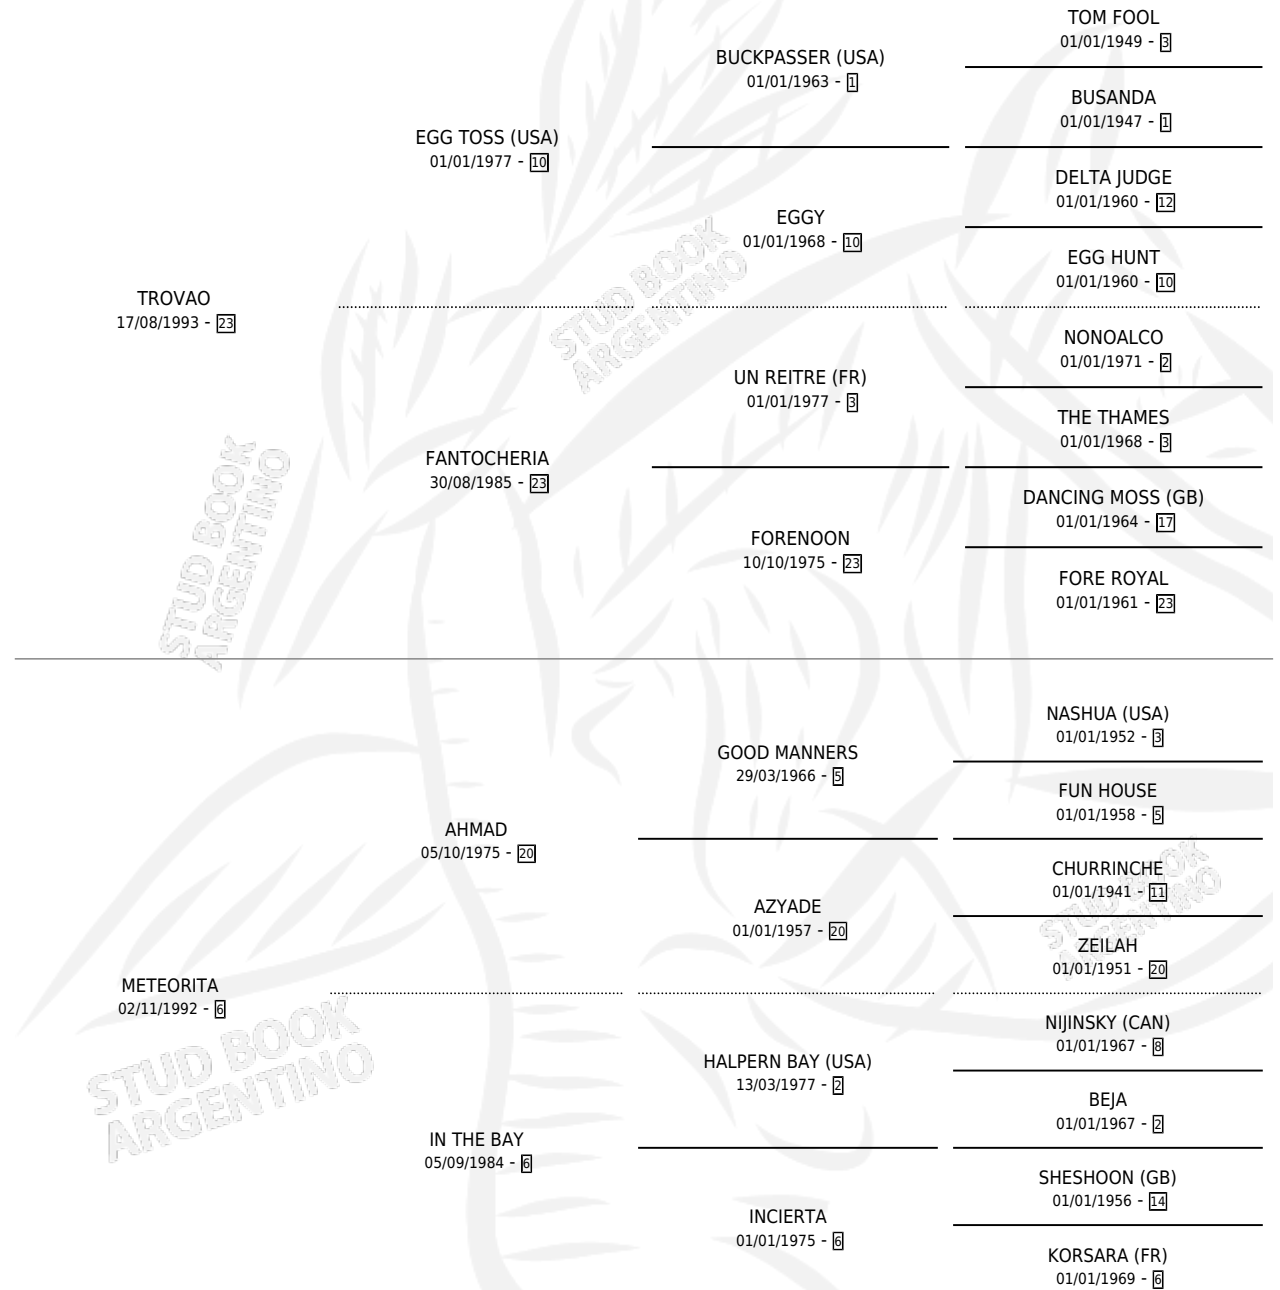 TROVAO
17/08/1993 - 23
EGG TOSS (USA)
01/01/1977 - 10
FANTOCHERIA
30/08/1985 - 23
BUCKPASSER (USA)
01/01/1963 - 1
EGGY
01/01/1968 - 10
UN REITRE (FR)
01/01/1977 - 3
FORENOON
10/10/1975 - 23
TOM FOOL
01/01/1949 - 3
BUSANDA
01/01/1947 - 1
DELTA JUDGE
01/01/1960 - 12
EGG HUNT
01/01/1960 - 10
NONOALCO
01/01/1971 - 2
THE THAMES
01/01/1968 - 3
DANCING MOSS (GB)
01/01/1964 - 17
FORE ROYAL
01/01/1961 - 23
METEORITA
02/11/1992 - 6
AHMAD
05/10/1975 - 20
IN THE BAY
05/09/1984 - 6
GOOD MANNERS
29/03/1966 - 5
AZYADE
01/01/1957 - 20
HALPERN BAY (USA)
13/03/1977 - 2
INCIERTA
01/01/1975 - 6
NASHUA (USA)
01/01/1952 - 3
FUN HOUSE
01/01/1958 - 5
CHURRINCHE
01/01/1941 - 11
ZEILAH
01/01/1951 - 20
NIJINSKY (CAN)
01/01/1967 - 8
BEJA
01/01/1967 - 2
SHESHOON (GB)
01/01/1956 - 14
KORSARA (FR)
01/01/1969 - 6
STUD BOOK
ARGENTINO
STUD BOOK
ARGENTINO
STUD BOOK
ARGENTINO
STUD BOOK
ARGENTINO